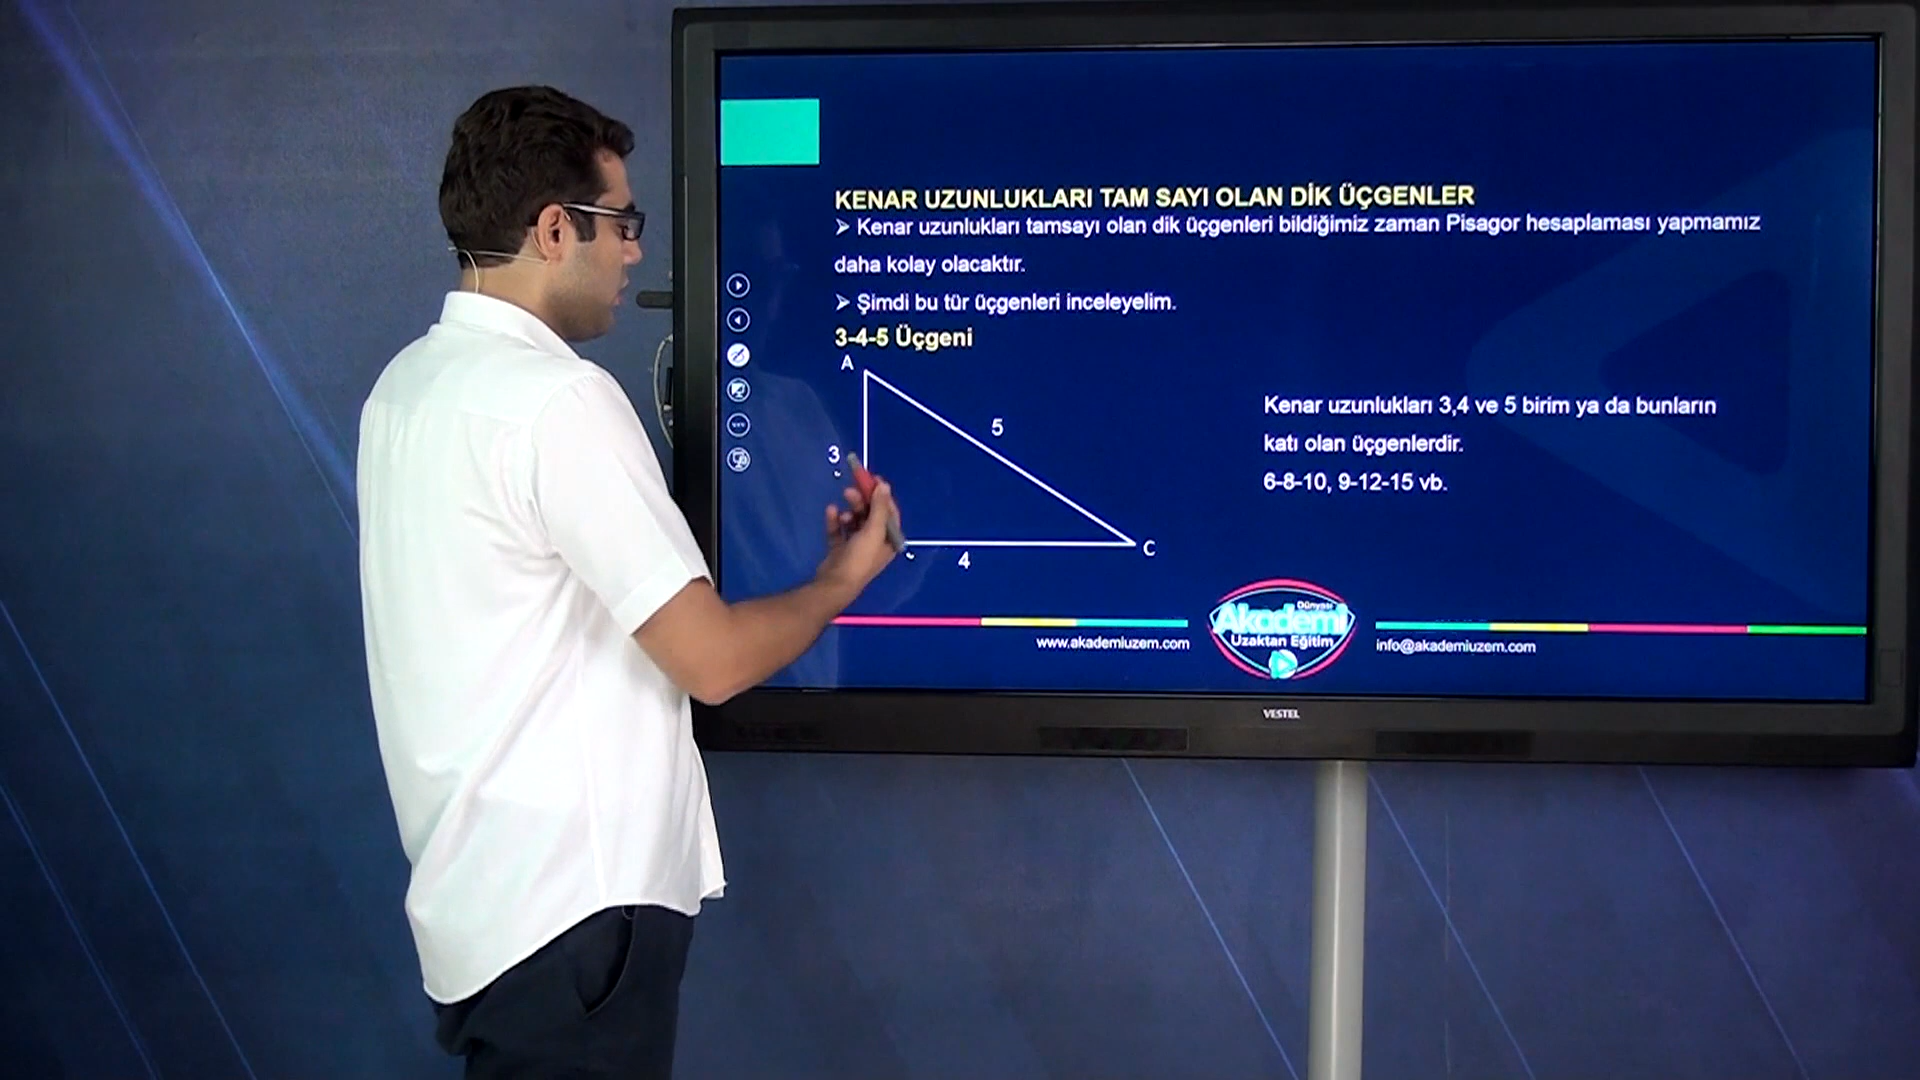 KENAR UZUNLUKLARI TAM SAYI OLAN DİK ÜÇGENLER
➢ Kenar uzunlukları tamsayı olan dik üçgenleri bildiğimiz zaman Pisagor hesaplaması yapmamız
daha kolay olacaktır.
➢ Şimdi bu tür üçgenleri inceleyelim.
3-4-5 Üçgeni
A
5
3
4
C
Kenar uzunlukları 3,4 ve 5 birim ya da bunların
katı olan üçgenlerdir.
6-8-10, 9-12-15 vb.
www.akademiuzem.com
Dünyası
Akademi
Uzaktan Eğitim
info@akademiuzem.com
VESTEL